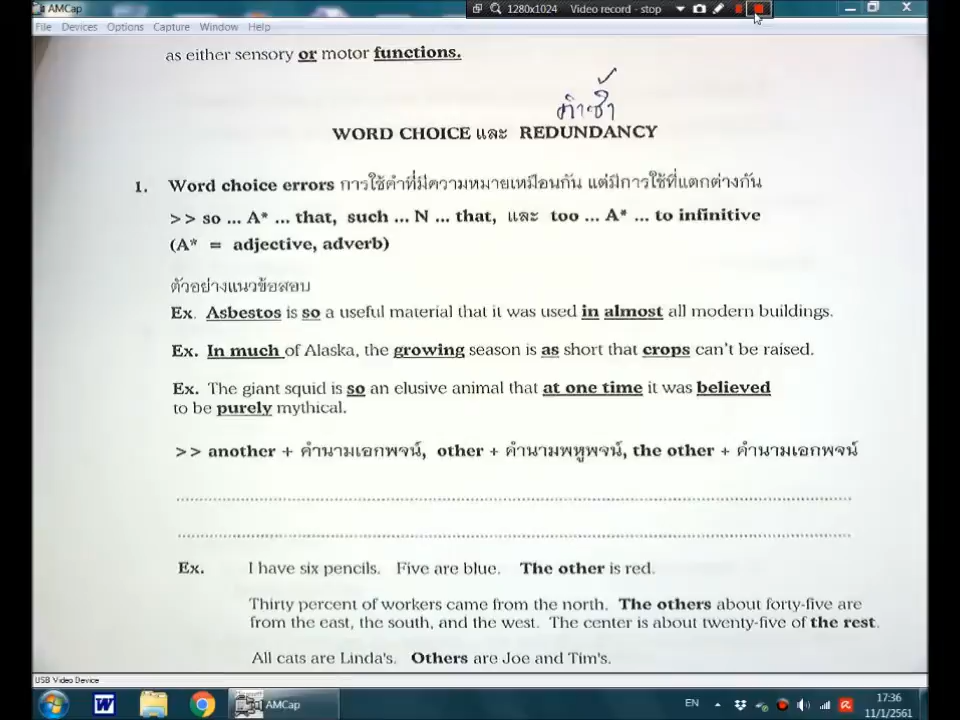 AMCap
1280x1024 Video record - stop
File Devices Options Capture Window Help
as either sensory or motor functions.
คำซ้ำ
WORD CHOICE และ REDUNDANCY
1. Word choice errors การใช้คำที่มีความหมายเหมือนกัน แต่มีการใช้ที่แตกต่างกัน
>> so ... A* ... that, such ... N ... that, และ too ... A* ... to infinitive
(A* = adjective, adverb)
ตัวอย่างแนวข้อสอบ
Ex. Asbestos is so a useful material that it was used in almost all modern buildings.
Ex. In much of Alaska, the growing season is as short that crops can't be raised.
Ex. The giant squid is so an elusive animal that at one time it was believed
to be purely mythical.
>> another + คำนามเอกพจน์, other + คำนามพหูพจน์, the other + คำนามเอกพจน์
Ex. I have six pencils. Five are blue. The other is red.
Thirty percent of workers came from the north. The others about forty-five are
from the east, the south, and the west. The center is about twenty-five of the rest.
All cats are Linda's. Others are Joe and Tim's.
USB Video Device
AMCap
EN
17:36
11/1/2561